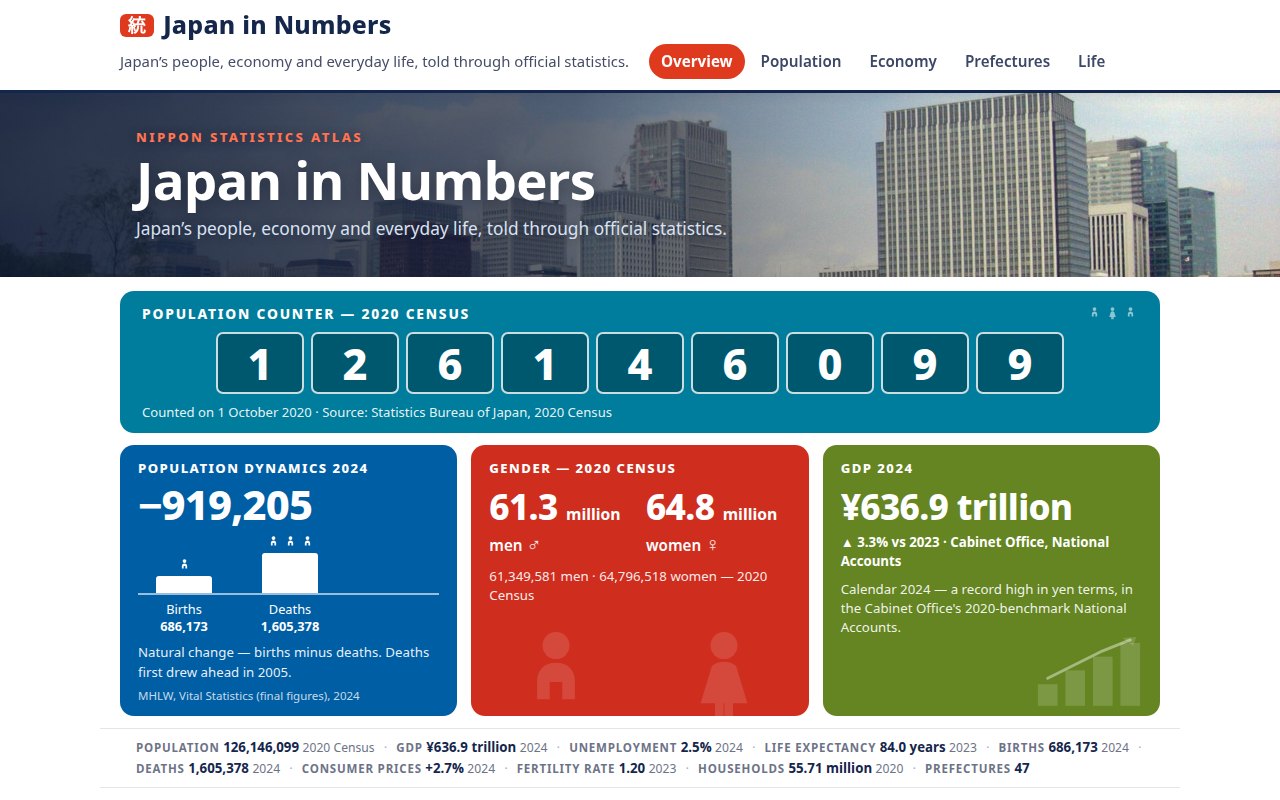 統 Japan in Numbers
Japan’s people, economy and everyday life, told through official statistics.
Overview Population Economy Prefectures Life
NIPPON STATISTICS ATLAS
Japan in Numbers
Japan’s people, economy and everyday life, told through official statistics.
POPULATION COUNTER — 2020 CENSUS
1 2 6 1 4 6 0 9 9
Counted on 1 October 2020 · Source: Statistics Bureau of Japan, 2020 Census
POPULATION DYNAMICS 2024
−919,205
Births
686,173
Deaths
1,605,378
Natural change — births minus deaths. Deaths
first drew ahead in 2005.
MHLW, Vital Statistics (final figures), 2024
GENDER — 2020 CENSUS
61.3 million
men ♂
64.8 million
women ♀
61,349,581 men · 64,796,518 women — 2020
Census
GDP 2024
¥636.9 trillion
▲ 3.3% vs 2023 · Cabinet Office, National
Accounts
Calendar 2024 — a record high in yen terms, in
the Cabinet Office's 2020-benchmark National
Accounts.
POPULATION 126,146,099 2020 Census · GDP ¥636.9 trillion 2024 · UNEMPLOYMENT 2.5% 2024 · LIFE EXPECTANCY 84.0 years 2023 · BIRTHS 686,173 2024 ·
DEATHS 1,605,378 2024 · CONSUMER PRICES +2.7% 2024 · FERTILITY RATE 1.20 2023 · HOUSEHOLDS 55.71 million 2020 · PREFECTURES 47